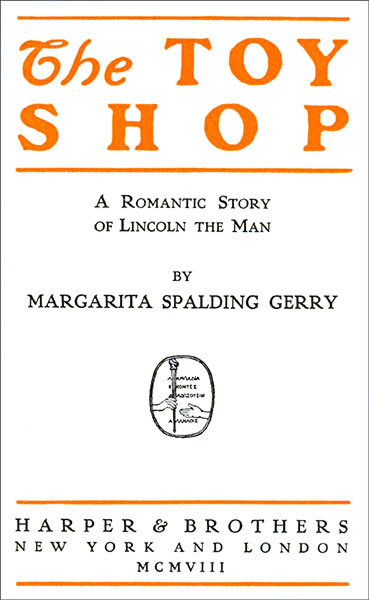 The TOY
SHOP
A ROMANTIC STORY
OF LINCOLN THE MAN
BY
MARGARITA SPALDING GERRY
ΕΧΟΝΤΕΣ
HARPER & BROTHERS
NEW YORK AND LONDON
MCMVIII